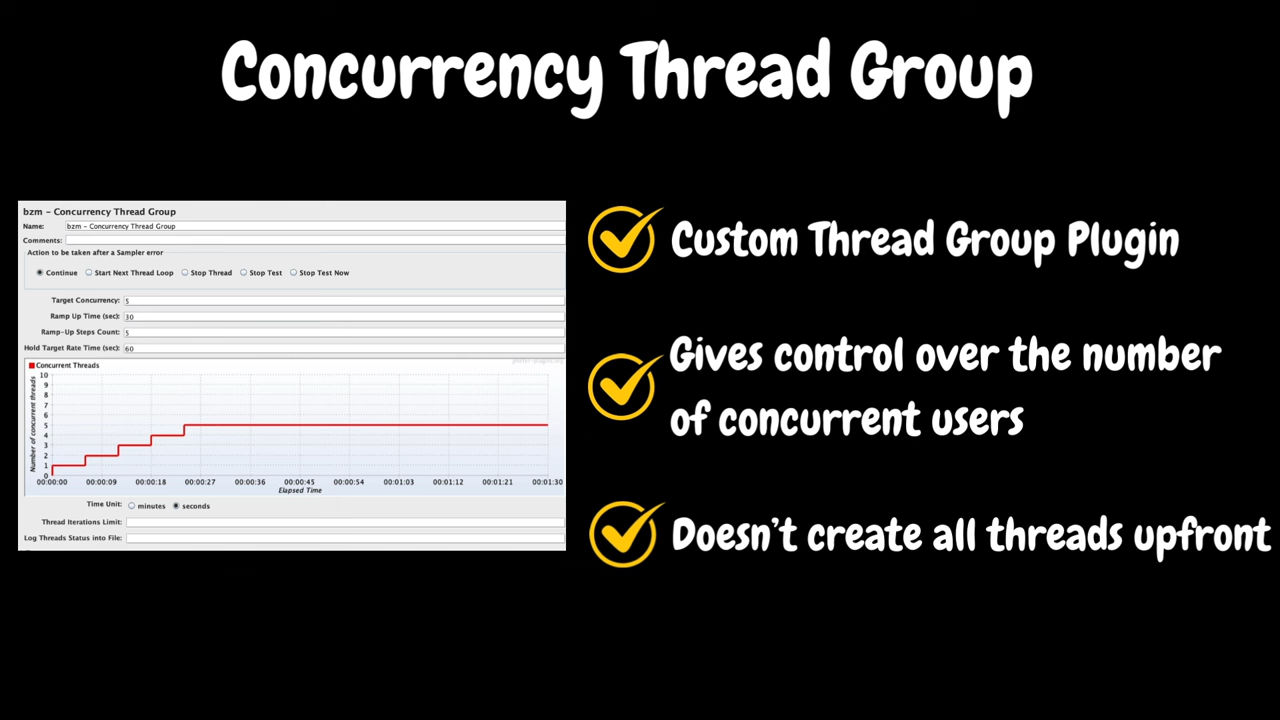 Concurrency Thread Group
bzm - Concurrency Thread Group
Name: bzm - Concurrency Thread Group
Comments:
Action to be taken after a Sampler error
Continue Start Next Thread Loop Stop Thread Stop Test Stop Test Now
Target Concurrency: 5
Ramp Up Time (sec): 30
Ramp-Up Steps Count: 5
Hold Target Rate Time (sec): 60
Concurrent Threads
Number of concurrent threads
10
9
8
7
6
5
4
3
2
1
0
00:00:00 00:00:09 00:00:18 00:00:27 00:00:36 00:00:45 00:00:54 00:01:03 00:01:12 00:01:21 00:01:30
Elapsed Time
Time Unit: minutes seconds
Thread Iterations Limit:
Log Threads Status into File:
Custom Thread Group Plugin
Gives control over the number
of concurrent users
Doesn't create all threads upfront